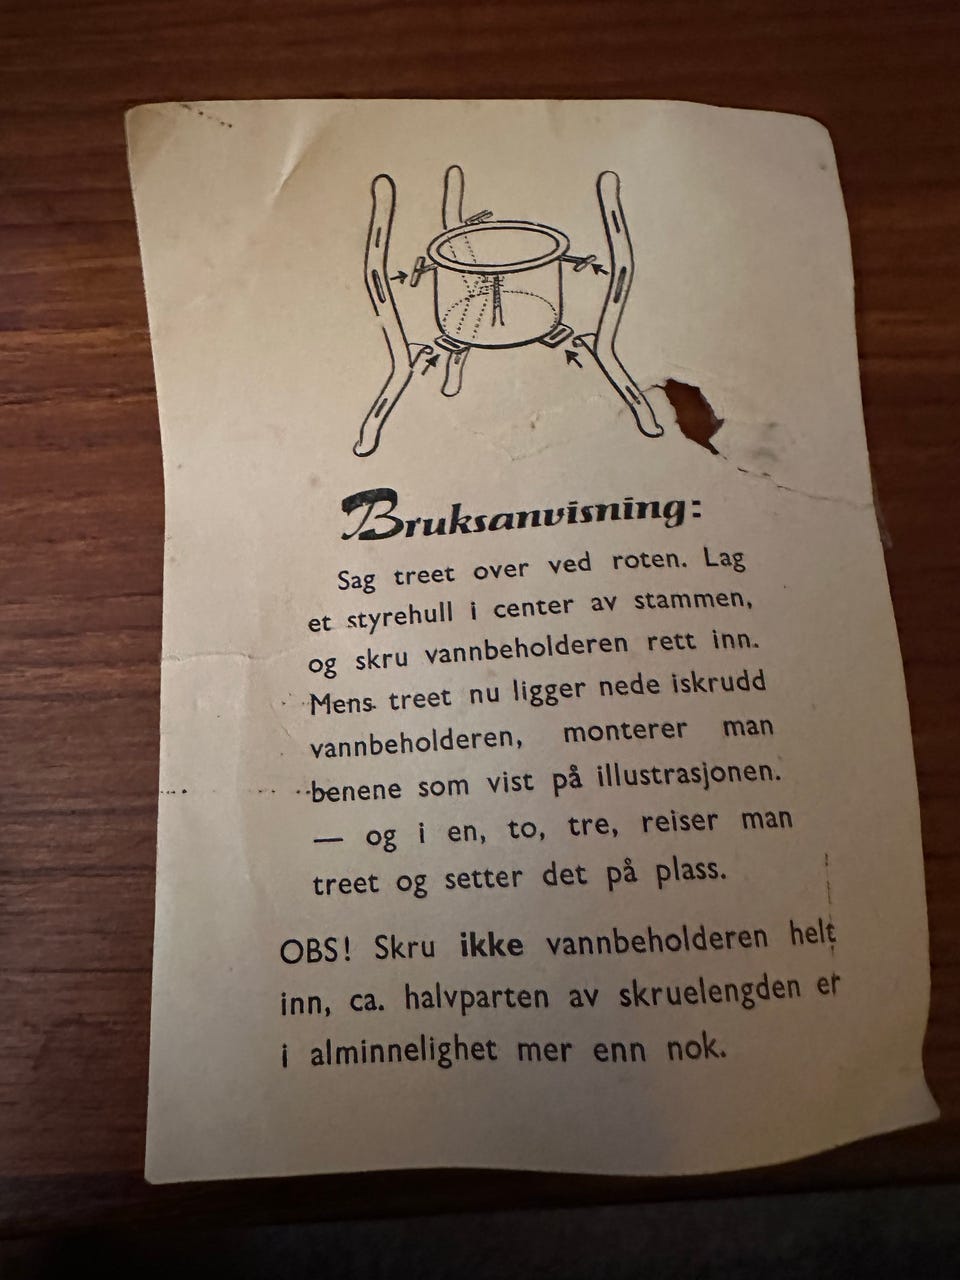 Bruksanvisning:
Sag treet over ved roten. Lag
et styrehull i center av stammen,
og skru vannbeholderen rett inn.
Mens treet nu ligger nede iskrudd
vannbeholderen, monterer man
benene som vist på illustrasjonen.
— og i en, to, tre, reiser man
treet og setter det på plass.
OBS! Skru ikke vannbeholderen helt
inn, ca. halvparten av skruelengden er
i alminnelighet mer enn nok.